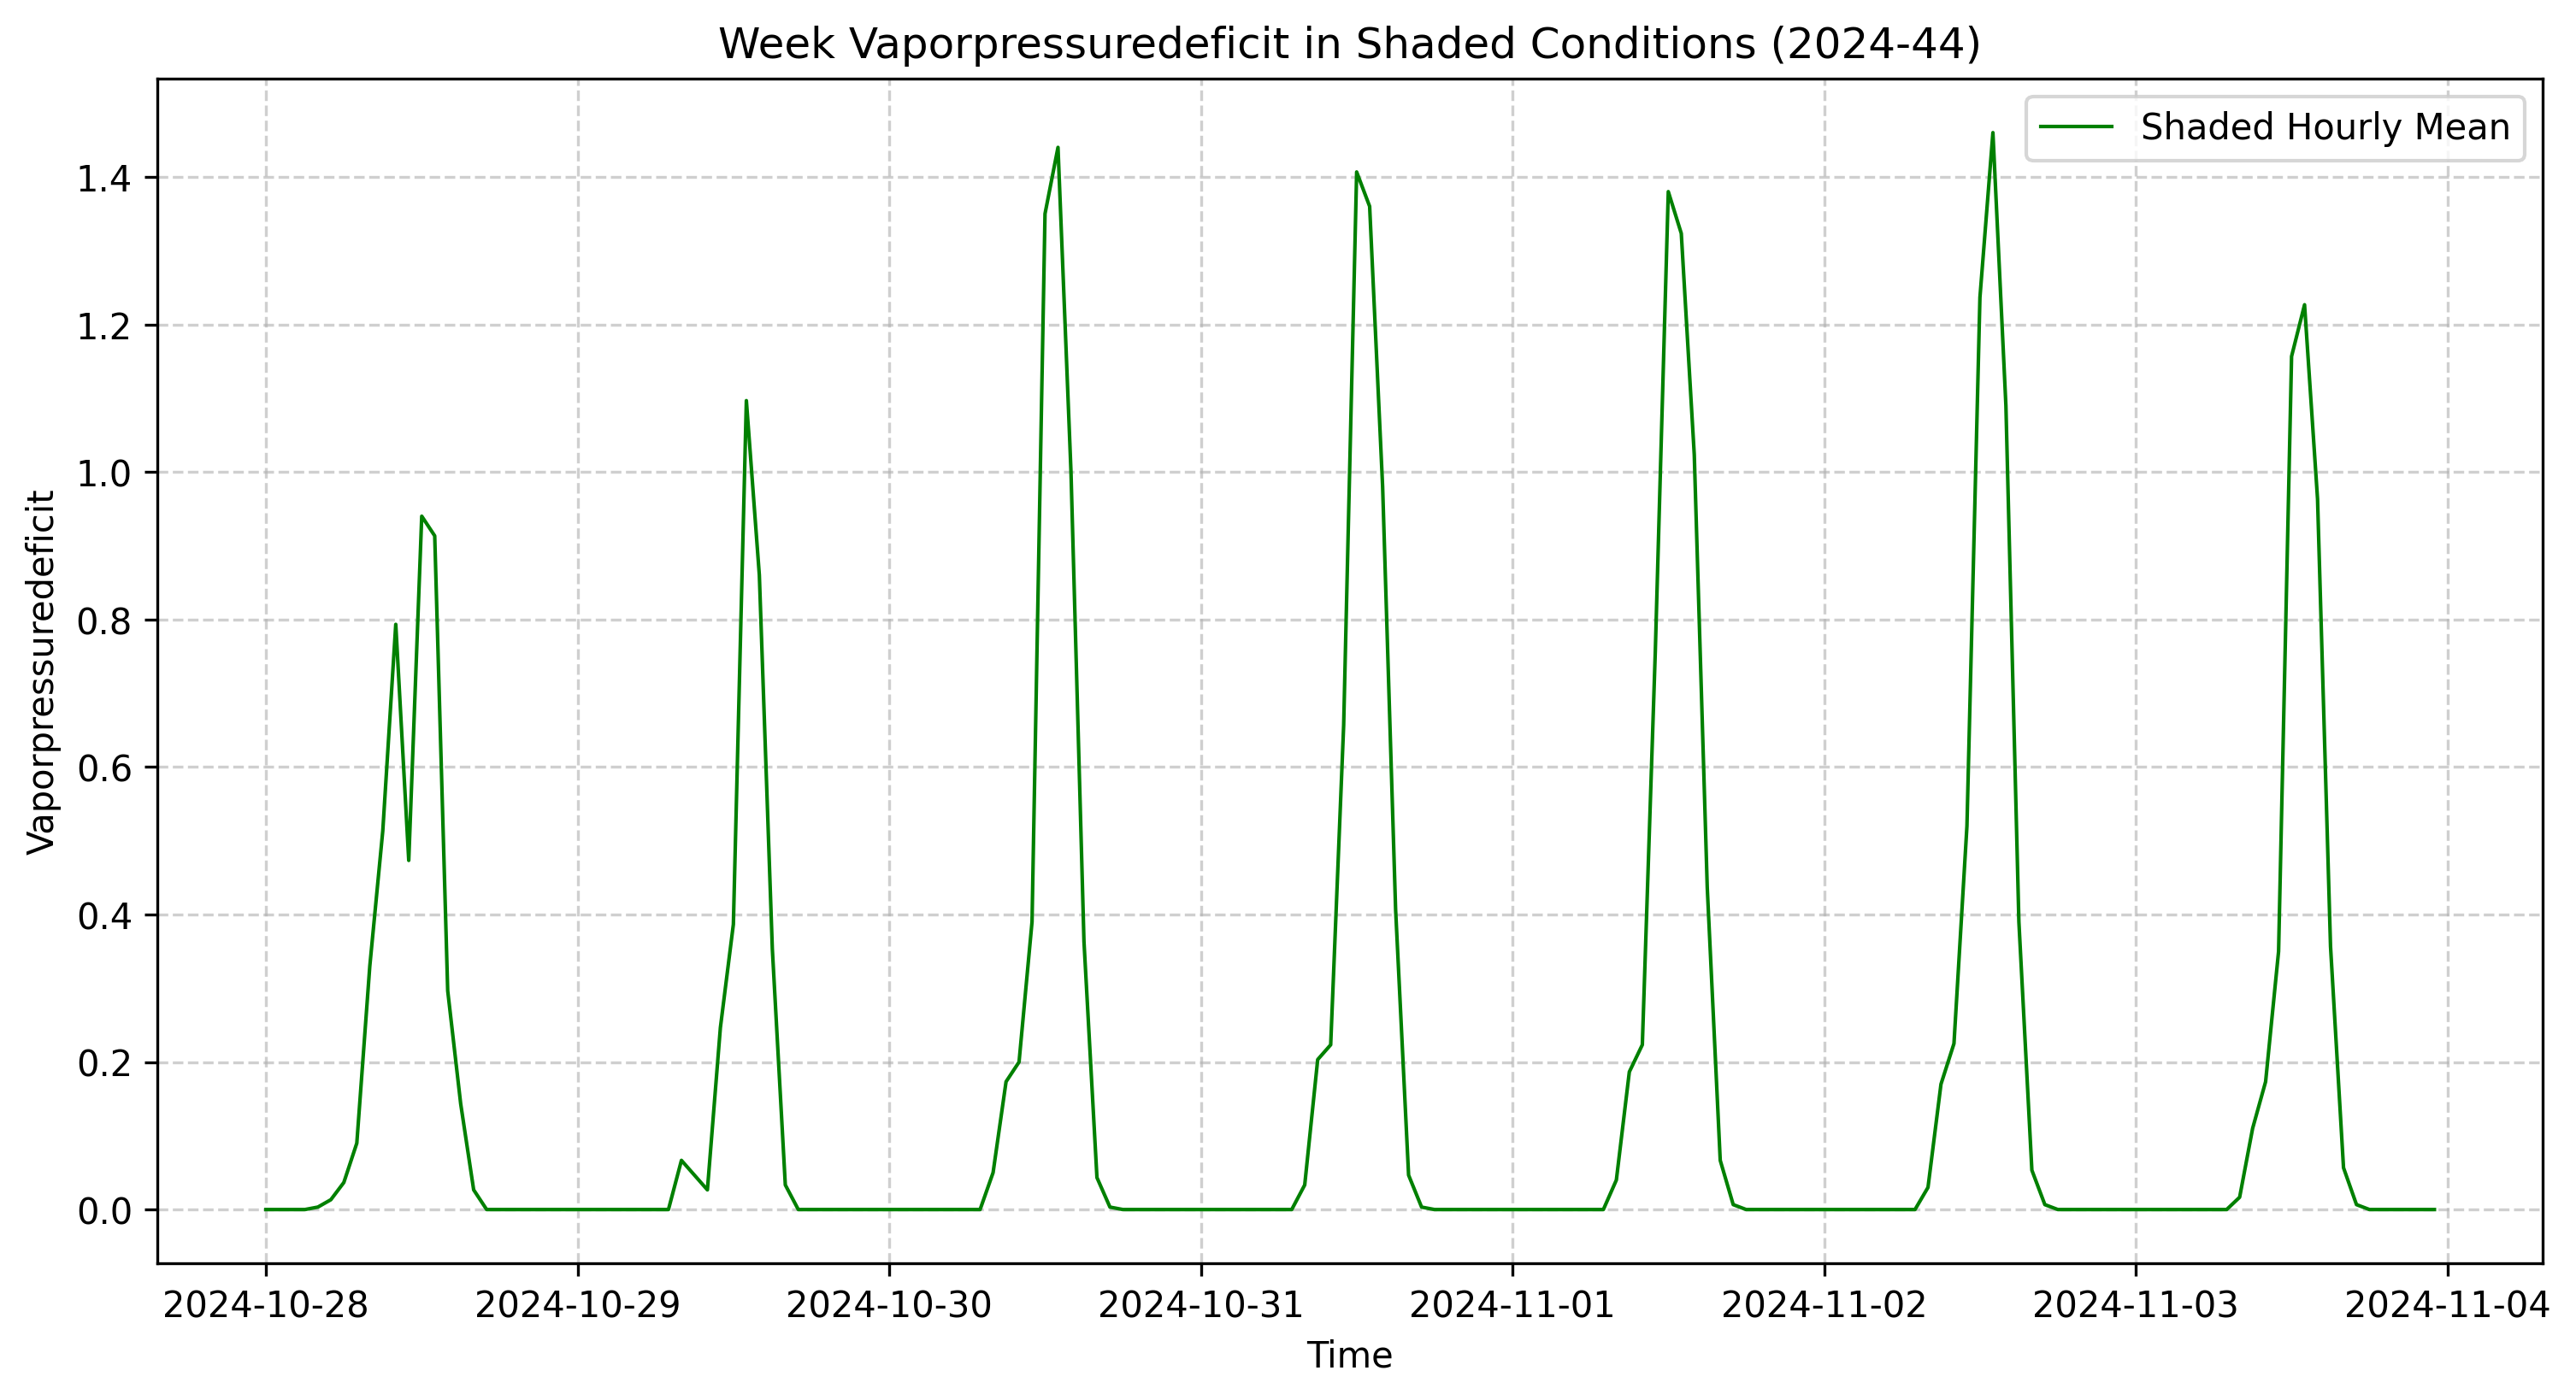 Week Vaporpressuredeficit in Shaded Conditions (2024-44)
Shaded Hourly Mean
Vaporpressuredeficit
1.4
1.2
1.0
0.8
0.6
0.4
0.2
0.0
2024-10-28 2024-10-29 2024-10-30 2024-10-31 2024-11-01 2024-11-02 2024-11-03 2024-11-04
Time